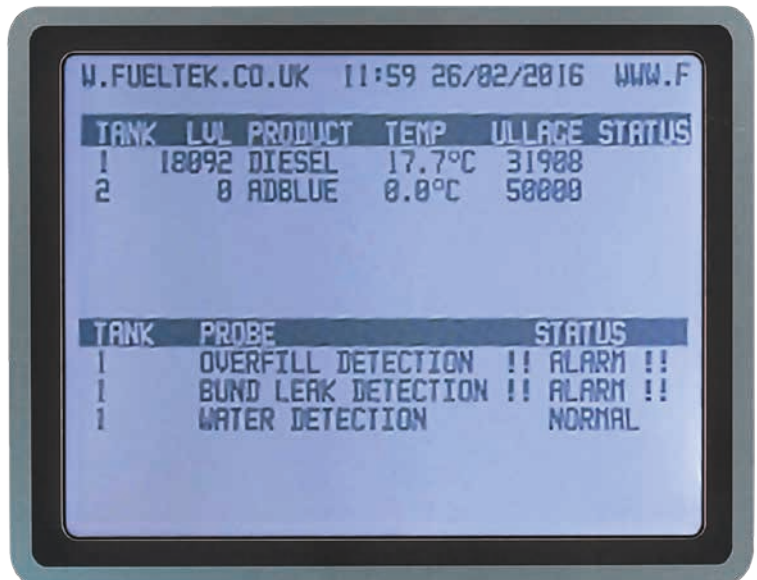 W.FUELTEK.CO.UK 11:59 26/02/2016 WWW.F
TANK LVL PRODUCT TEMP ULLAGE STATUS
1 18092 DIESEL 17.7°C 31908
2 0 ADBLUE 0.0°C 50000
TANK PROBE STATUS
1 OVERFILL DETECTION !! ALARM !!
1 BUND LEAK DETECTION !! ALARM !!
1 WATER DETECTION NORMAL